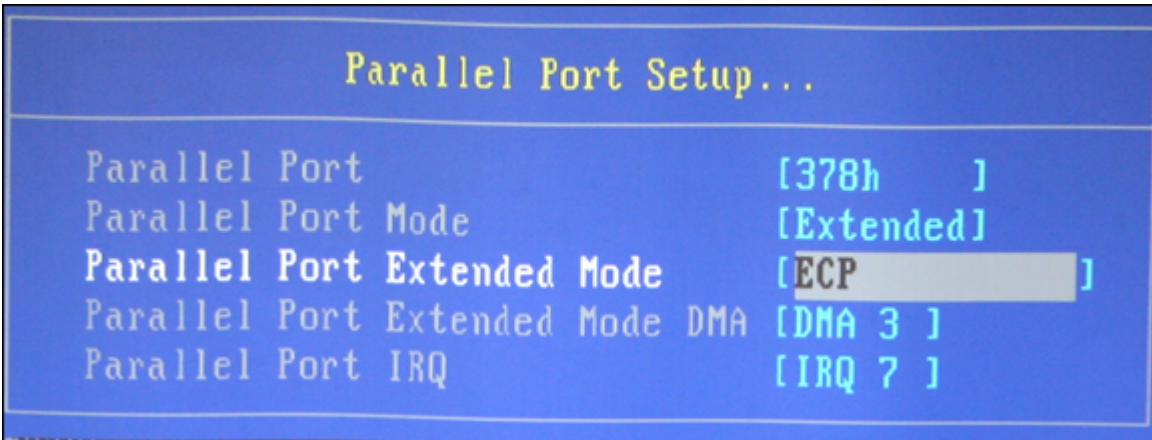 Parallel Port Setup...
Parallel Port [378h ]
Parallel Port Mode [Extended]
Parallel Port Extended Mode [ECP ]
Parallel Port Extended Mode DMA [DMA 3 ]
Parallel Port IRQ [IRQ 7 ]